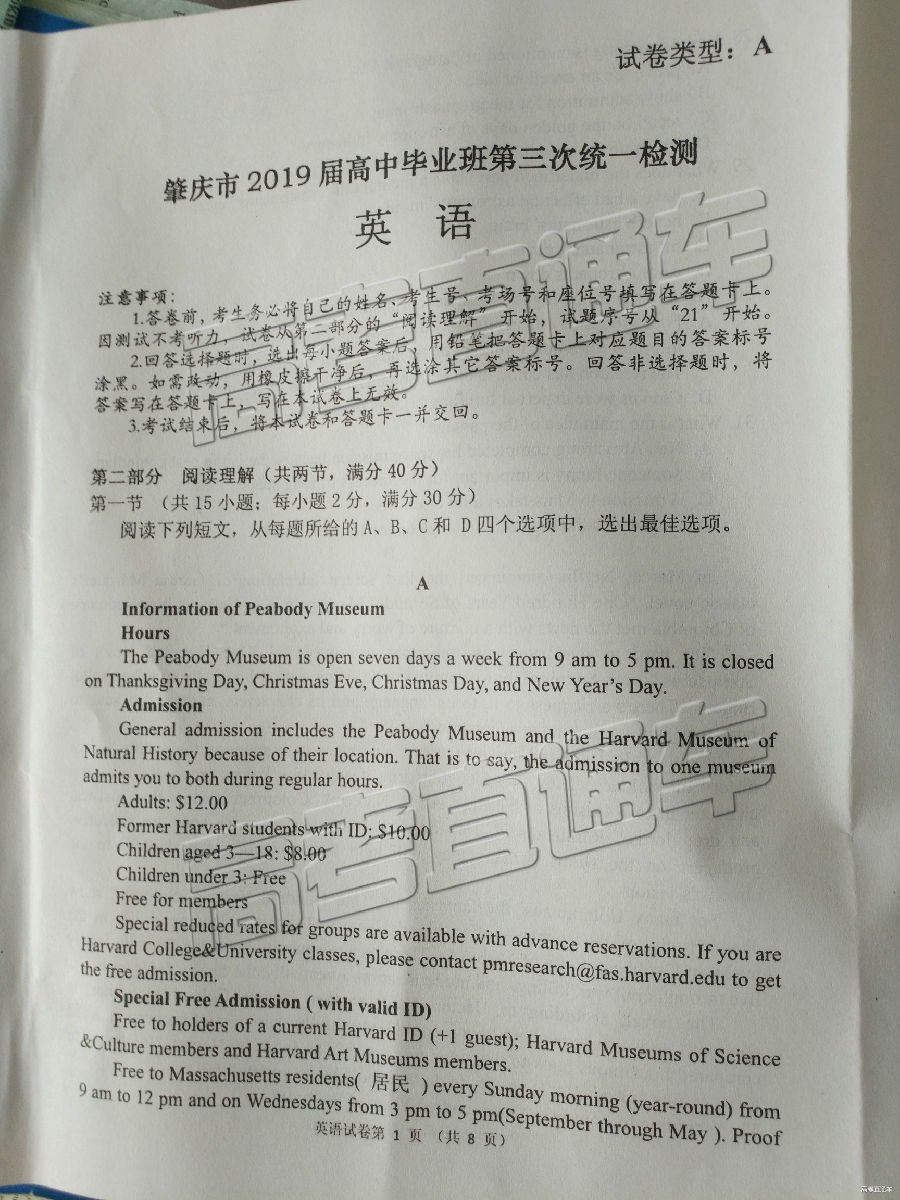 试卷类型：A
肇庆市 2019 届高中毕业班第三次统一检测
英 语
注意事项：
1.答卷前，考生务必将自己的姓名、考生号、考场号和座位号填写在答题卡上。
因测试不考听力，试卷从第二部分的“阅读理解”开始，试题序号从“21”开始。
2.回答选择题时，选出每小题答案后，用铅笔把答题卡上对应题目的答案标号
涂黑。如需改动，用橡皮擦干净后，再选涂其它答案标号。回答非选择题时，将
答案写在答题卡上，写在本试卷上无效。
3.考试结束后，将本试卷和答题卡一并交回。
第二部分 阅读理解（共两节，满分 40 分）
第一节 （共 15 小题；每小题 2 分，满分 30 分）
阅读下列短文，从每题所给的 A、B、C 和 D 四个选项中，选出最佳选项。
A
Information of Peabody Museum
Hours
The Peabody Museum is open seven days a week from 9 am to 5 pm. It is closed
on Thanksgiving Day, Christmas Eve, Christmas Day, and New Year's Day.
Admission
General admission includes the Peabody Museum and the Harvard Museum of
Natural History because of their location. That is to say, the admission to one museum
admits you to both during regular hours.
Adults: $12.00
Former Harvard students with ID: $10.00
Children aged 3—18: $8.00
Children under 3: Free
Free for members
Special reduced rates for groups are available with advance reservations. If you are
Harvard College&University classes, please contact pmresearch@fas.harvard.edu to get
the free admission.
Special Free Admission ( with valid ID)
Free to holders of a current Harvard ID (+1 guest); Harvard Museums of Science
&Culture members and Harvard Art Museums members.
Free to Massachusetts residents( 居民 ) every Sunday morning (year-round) from
9 am to 12 pm and on Wednesdays from 3 pm to 5 pm(September through May ). Proof
英语试卷第 1 页 （共 8 页）
高考直通车
高考直通车
高考直通车